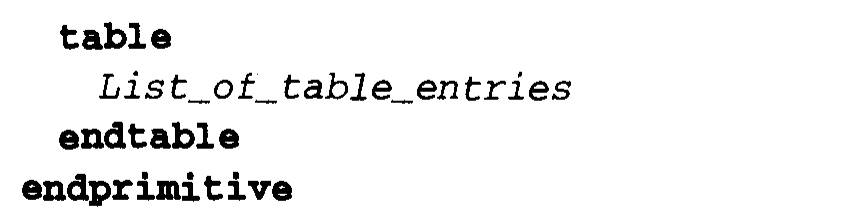 table
List_of_table_entries
endtable
endprimitive